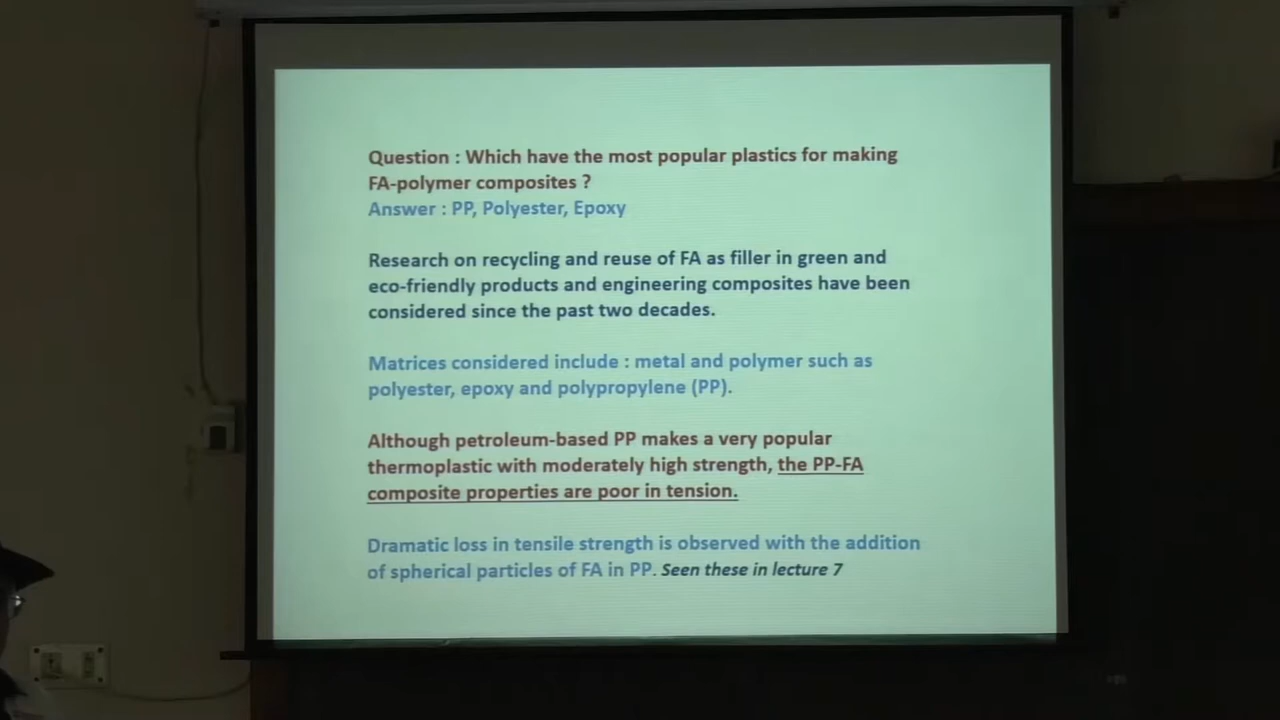 Question : Which have the most popular plastics for making
FA-polymer composites ?
Answer : PP, Polyester, Epoxy
Research on recycling and reuse of FA as filler in green and
eco-friendly products and engineering composites have been
considered since the past two decades.
Matrices considered include : metal and polymer such as
polyester, epoxy and polypropylene (PP).
Although petroleum-based PP makes a very popular
thermoplastic with moderately high strength, the PP-FA
composite properties are poor in tension.
Dramatic loss in tensile strength is observed with the addition
of spherical particles of FA in PP. Seen these in lecture 7